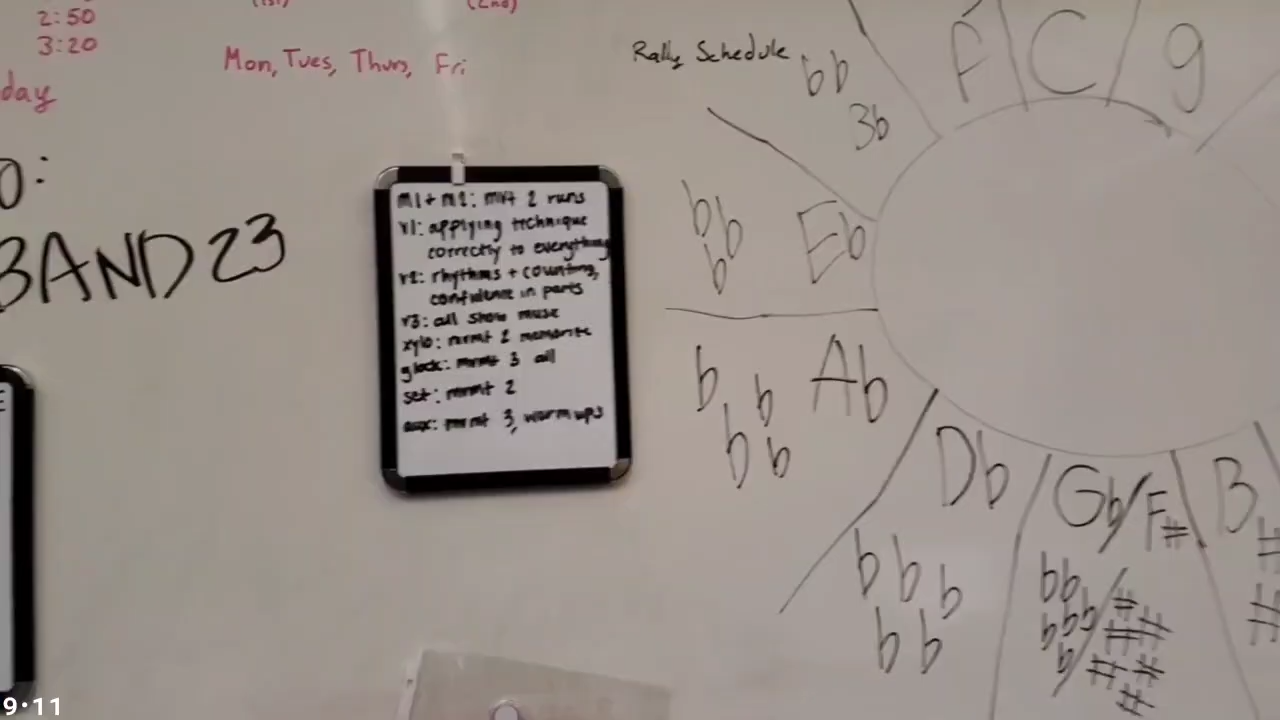 2:50
3:20
(1st)
(2nd)
Mon, Tues, Thurs, Fri
day
O:
BAND23
m1+m2: mvt 2 runs
v1: applying technique
correctly to everything
v2: rhythms + counting,
confidence in parts
v3: all show music
xylo: mvmt 2 memorize
glock: mvmt 3 all
set: mvmt 2
aux: mvmt 3, warm ups
E
Rally Schedule
F C g
bb
3b
bb
b
Eb
b b
b b
Ab
Db
bbb
bb
Gb/F#
bb
bbb
b
#
##
##
#
B
#
#
9·11